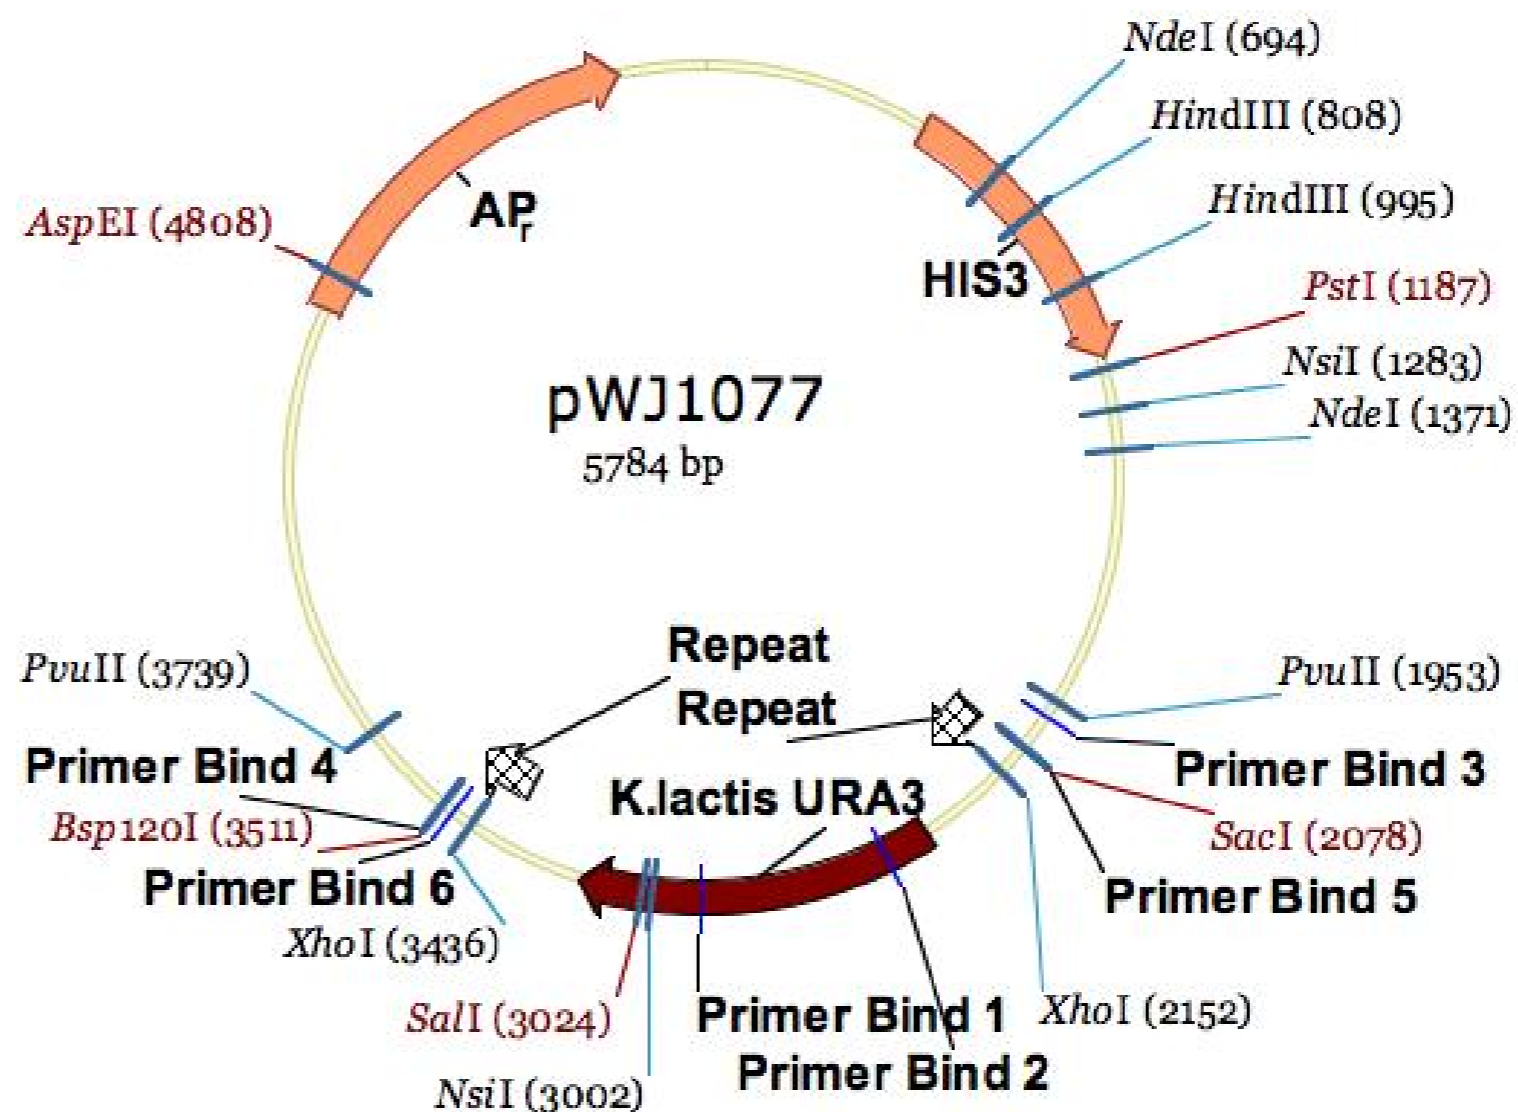 NdeI (694)
HindIII (808)
HindIII (995)
PstI (1187)
NsiI (1283)
NdeI (1371)
AspEI (4808)
APr
HIS3
pWJ1077
5784 bp
Repeat
Repeat
PvuII (3739)
PvuII (1953)
Primer Bind 4
Primer Bind 3
K.lactis URA3
Bsp120I (3511)
SacI (2078)
Primer Bind 6
Primer Bind 5
XhoI (3436)
SalI (3024)
Primer Bind 1
XhoI (2152)
Primer Bind 2
NsiI (3002)